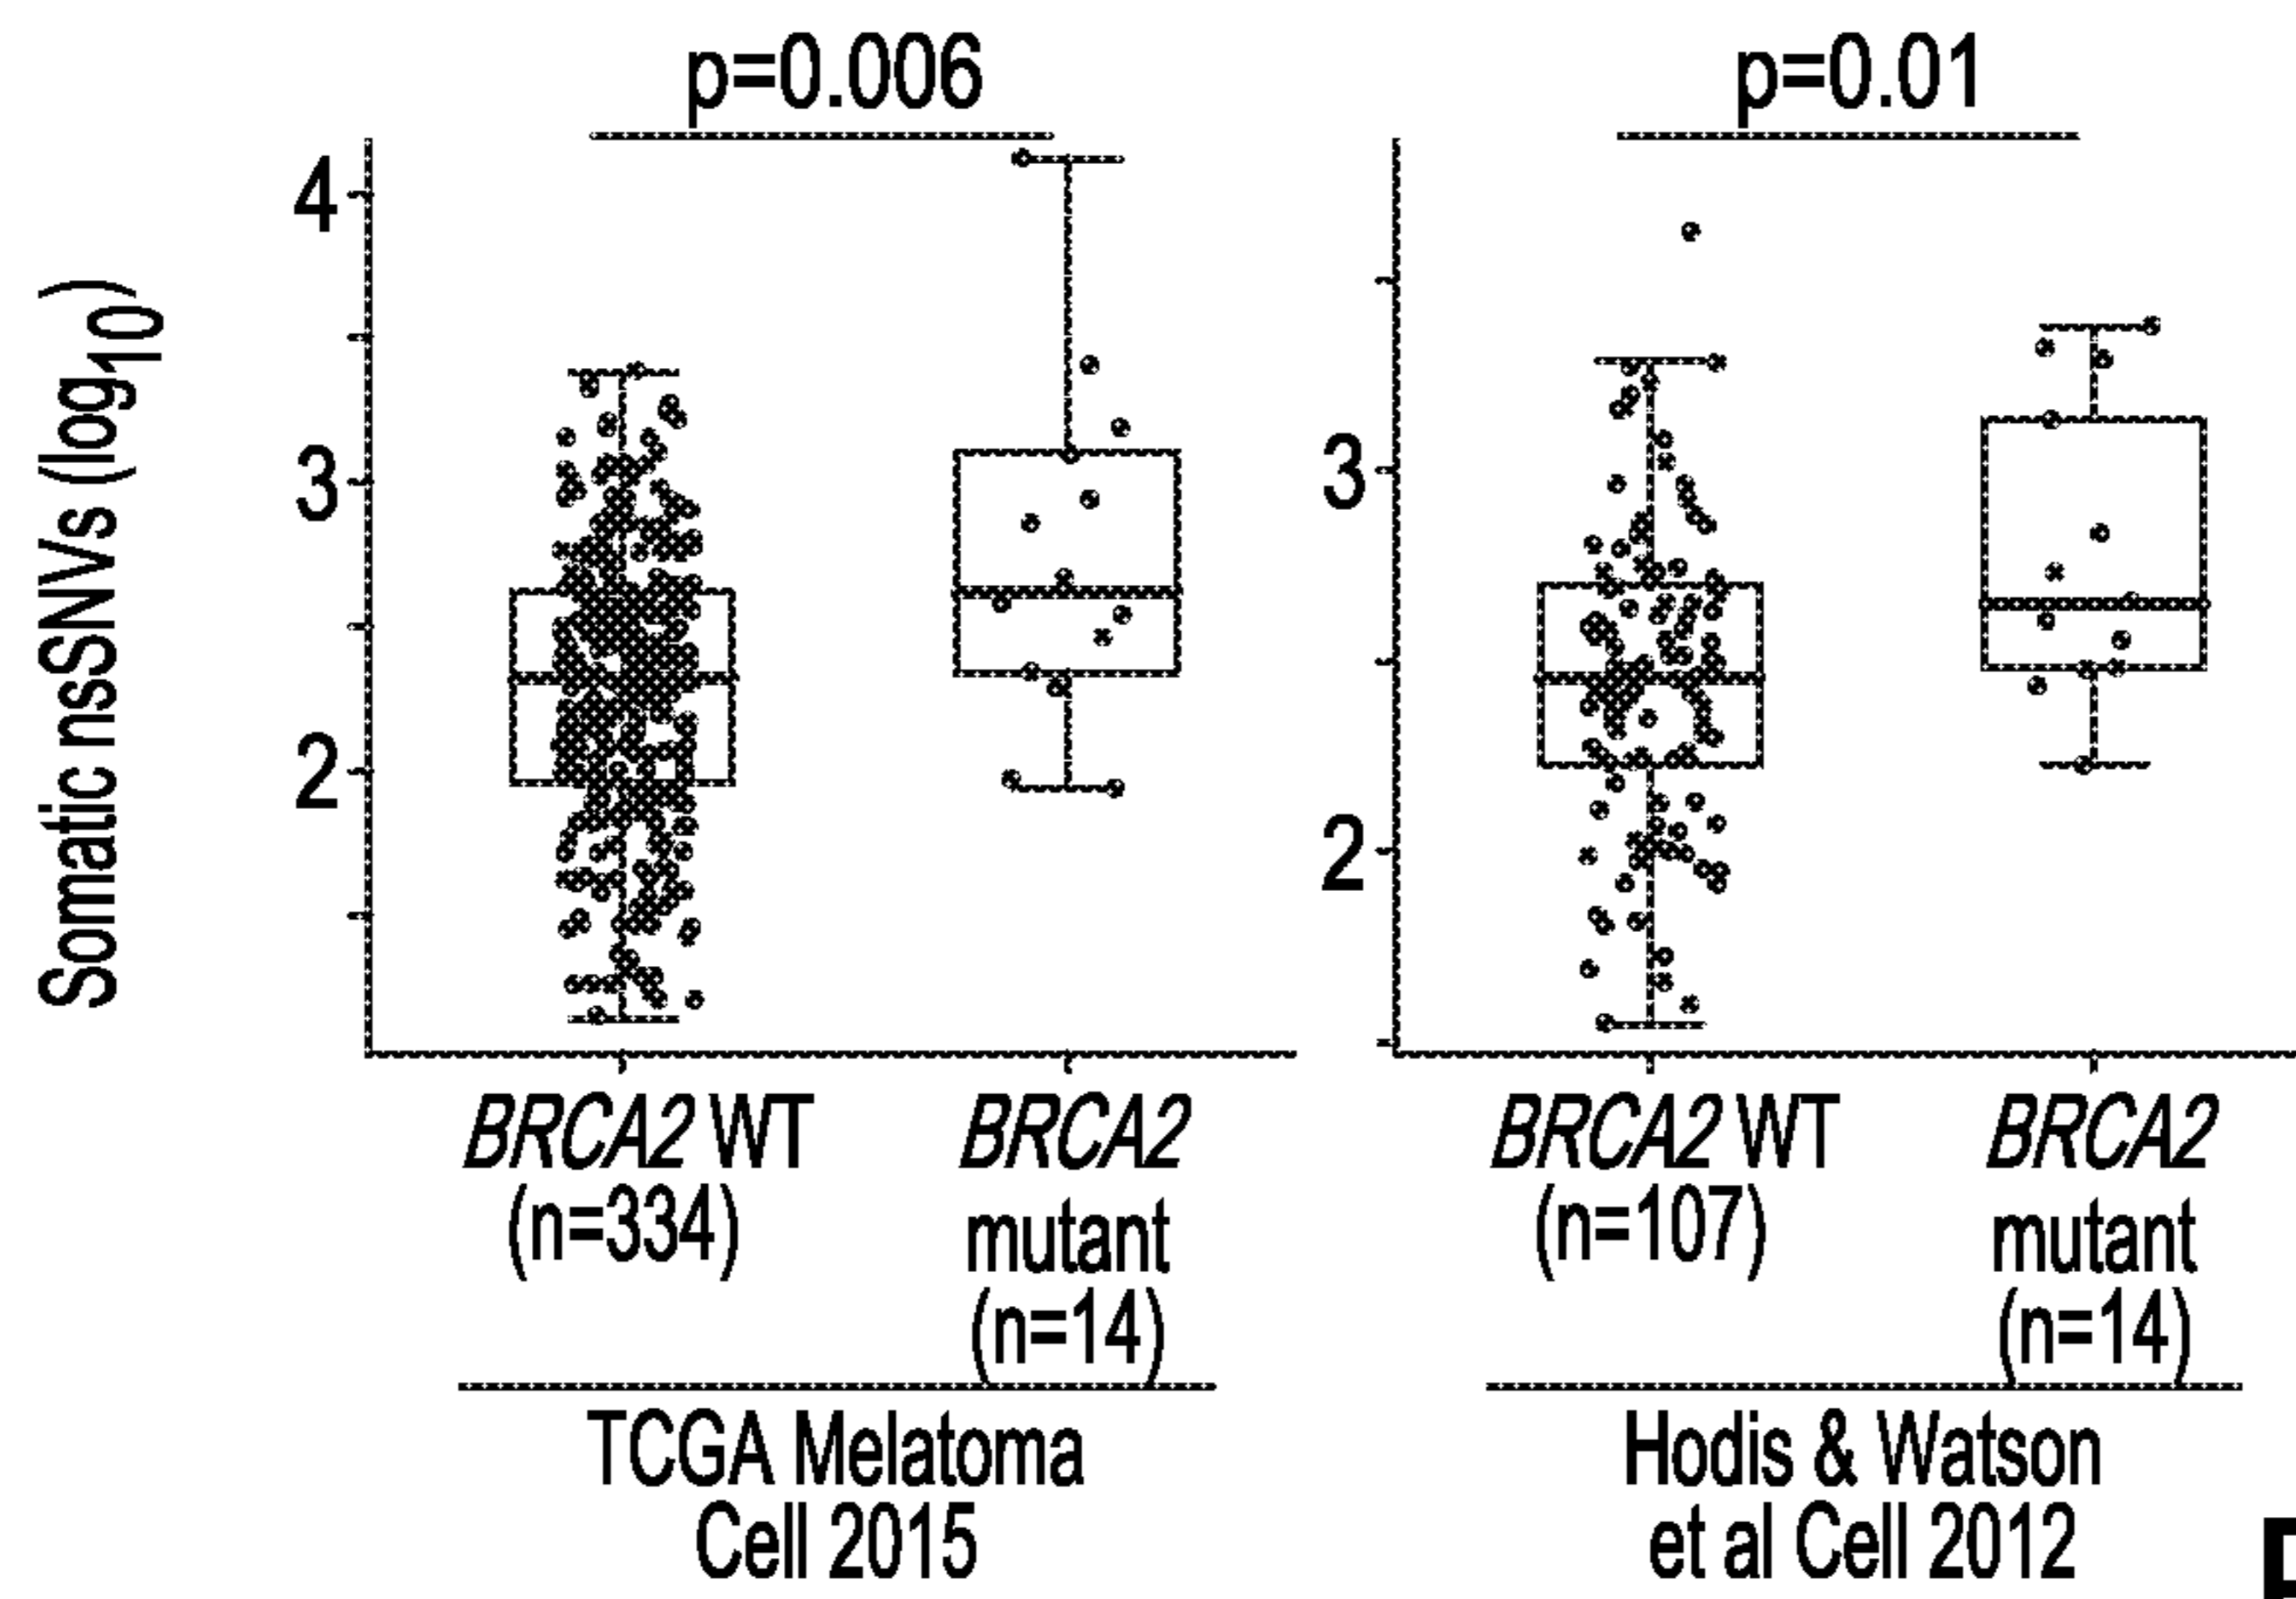 p=0.006
p=0.01
Somatic nsSNVs (log10)
4
3
2
3
2
BRCA2 WT
(n=334)
BRCA2
mutant
(n=14)
BRCA2 WT
(n=107)
BRCA2
mutant
(n=14)
TCGA Melatoma
Cell 2015
Hodis & Watson
et al Cell 2012